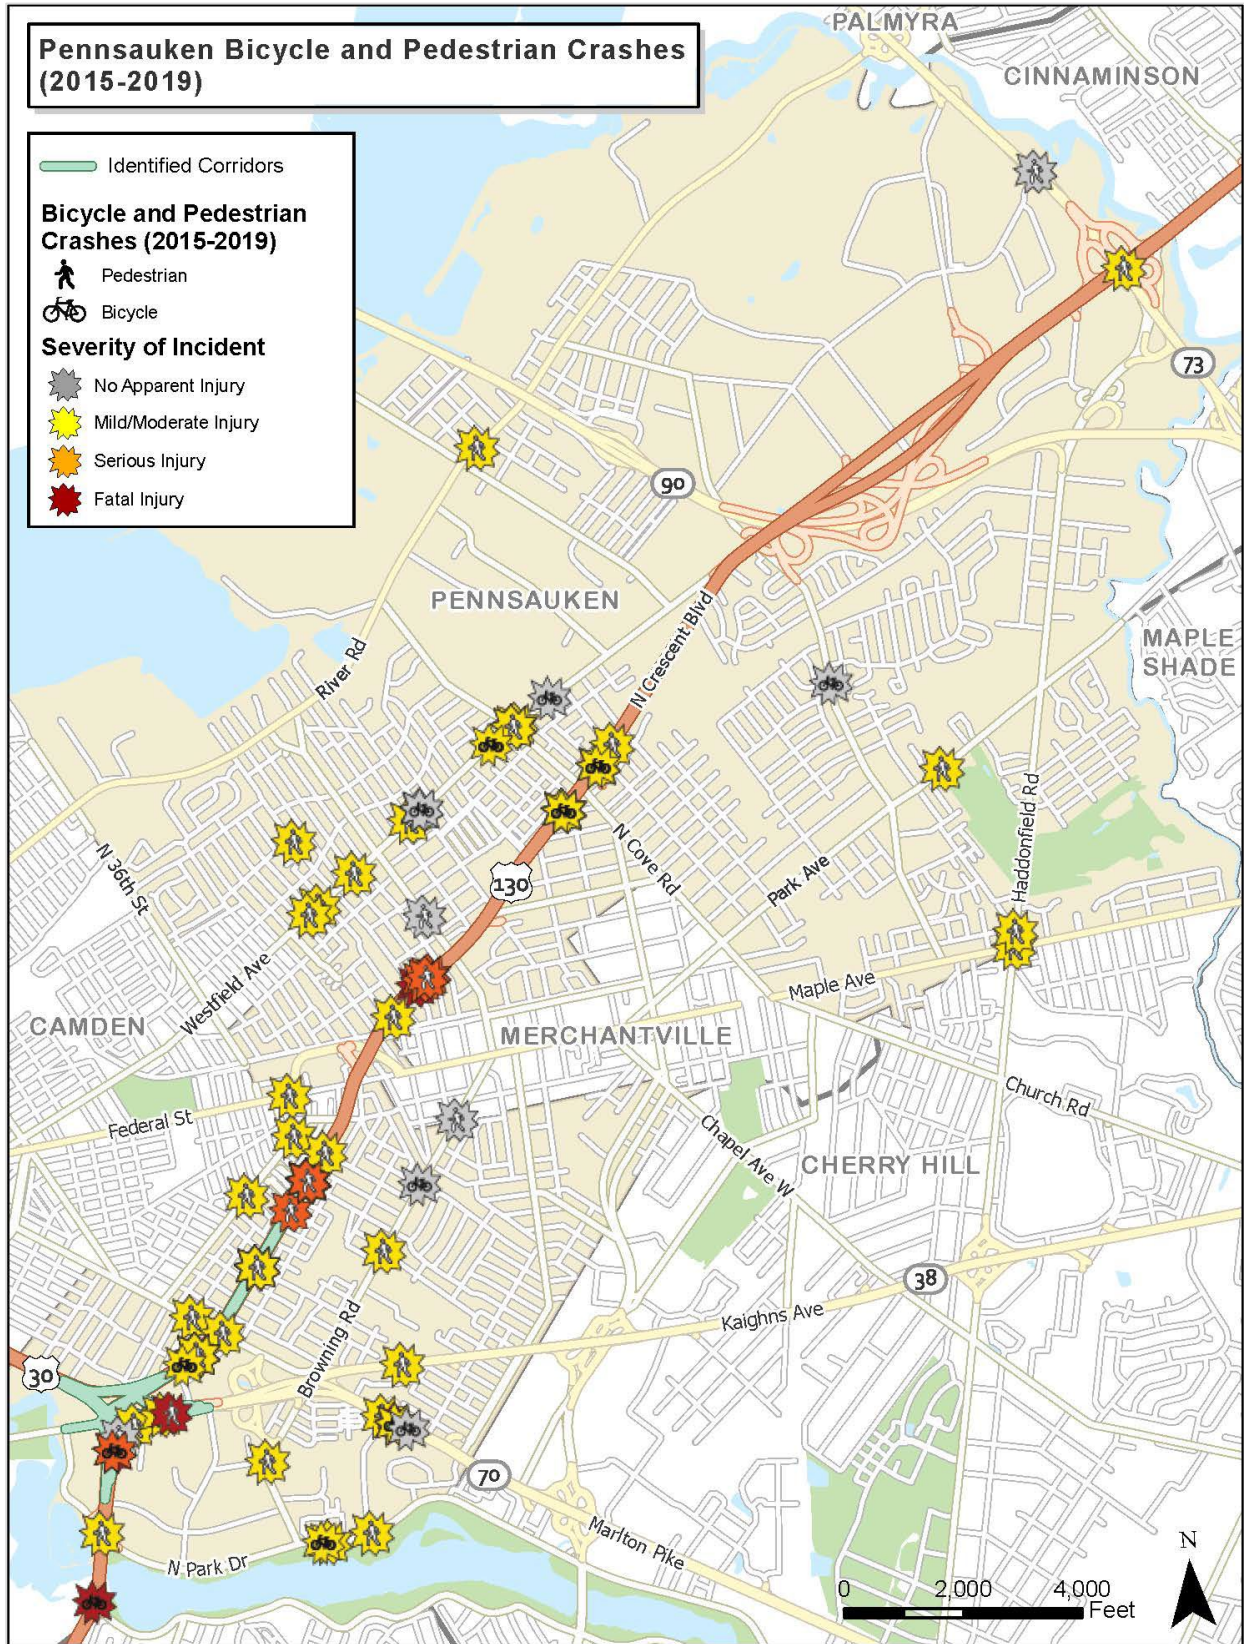 Pennsauken Bicycle and Pedestrian Crashes
(2015-2019)
Identified Corridors
Bicycle and Pedestrian
Crashes (2015-2019)
Pedestrian
Bicycle
Severity of Incident
No Apparent Injury
Mild/Moderate Injury
Serious Injury
Fatal Injury
PALMYRA
CINNAMINSON
73
90
PENNSAUKEN
N Crescent Blvd
MAPLE
SHADE
River Rd
N 36th St
130
N Cove Rd
Park Ave
Haddonfield Rd
Westfield Ave
Maple Ave
CAMDEN
MERCHANTVILLE
Federal St
Church Rd
Chapel Ave W
CHERRY HILL
38
Kaighns Ave
Browning Rd
30
70
Marlton Pike
N Park Dr
N
0 2,000 4,000
Feet